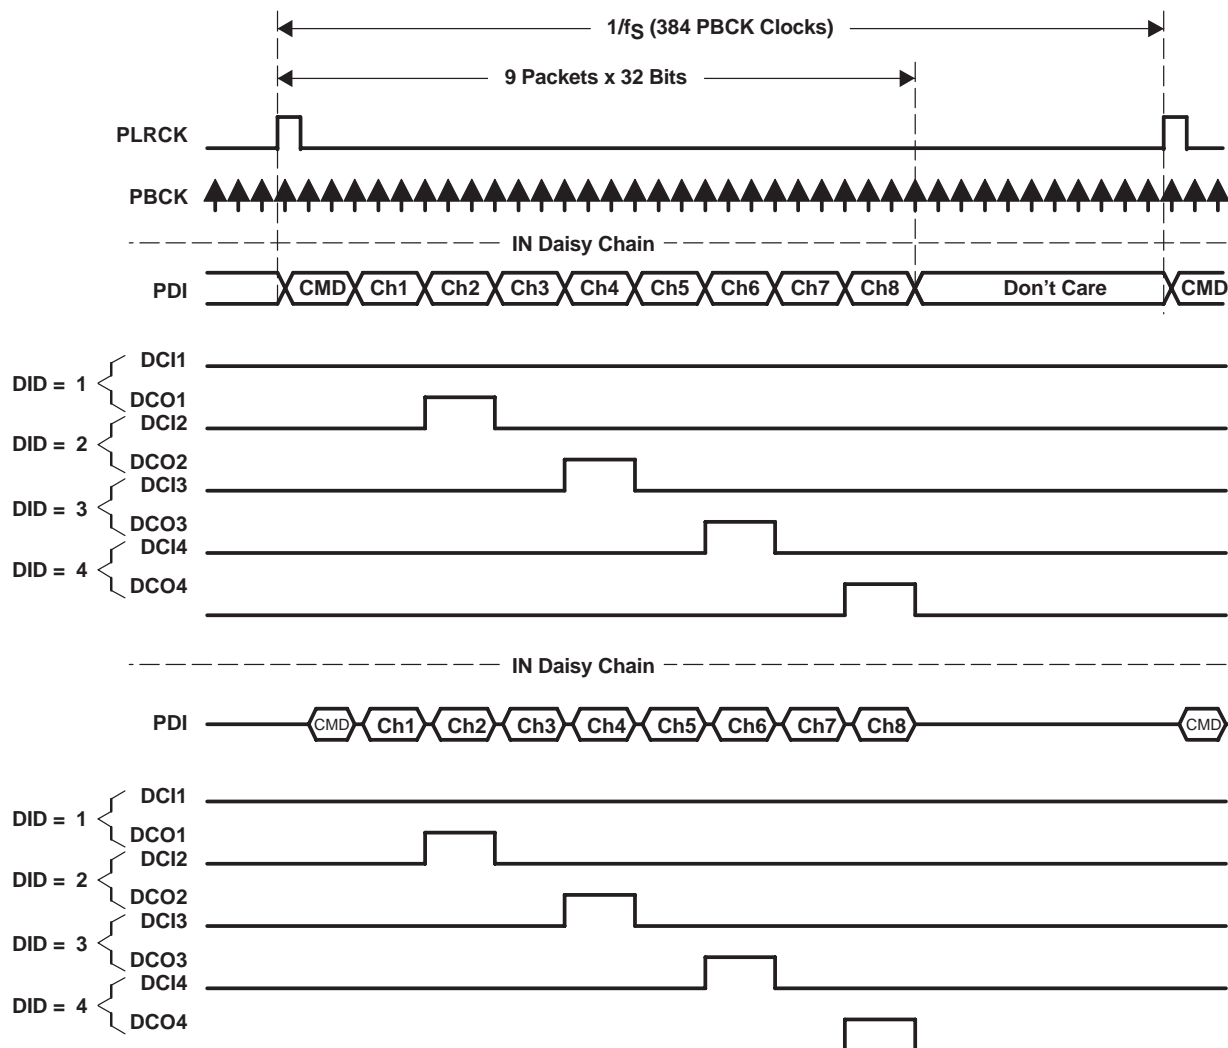 1/fS (384 PBCK Clocks)
9 Packets x 32 Bits
PLRCK
PBCK
IN Daisy Chain
PDI CMD Ch1 Ch2 Ch3 Ch4 Ch5 Ch6 Ch7 Ch8 Don't Care CMD
DID = 1
DCI1
DCO1
DID = 2
DCI2
DCO2
DID = 3
DCI3
DCO3
DID = 4
DCI4
DCO4
IN Daisy Chain
PDI CMD Ch1 Ch2 Ch3 Ch4 Ch5 Ch6 Ch7 Ch8 CMD
DID = 1
DCI1
DCO1
DID = 2
DCI2
DCO2
DID = 3
DCI3
DCO3
DID = 4
DCI4
DCO4